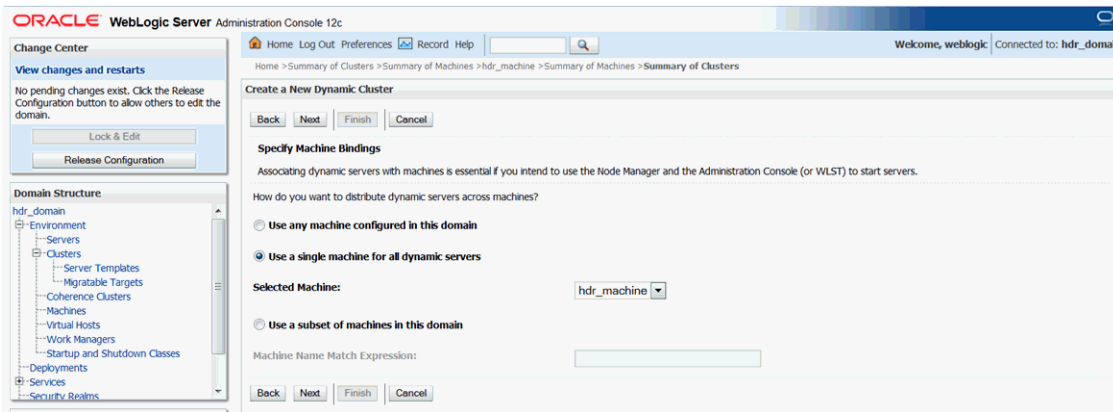 ORACLE WebLogic Server Administration Console 12c
Change Center
View changes and restarts
No pending changes exist. Click the Release
Configuration button to allow others to edit the
domain.
Lock & Edit
Release Configuration
Domain Structure
hdr_domain
Environment
Servers
Clusters
Server Templates
Migratable Targets
Coherence Clusters
Machines
Virtual Hosts
Work Managers
Startup and Shutdown Classes
Deployments
Services
Security Realms
Home Log Out Preferences Record Help
Welcome, weblogic Connected to: hdr_domai
Home >Summary of Clusters >Summary of Machines >hdr_machine >Summary of Machines >Summary of Clusters
Create a New Dynamic Cluster
Back Next Finish Cancel
Specify Machine Bindings
Associating dynamic servers with machines is essential if you intend to use the Node Manager and the Administration Console (or WLST) to start servers.
How do you want to distribute dynamic servers across machines?
Use any machine configured in this domain
Use a single machine for all dynamic servers
Selected Machine: hdr_machine
Use a subset of machines in this domain
Machine Name Match Expression:
Back Next Finish Cancel